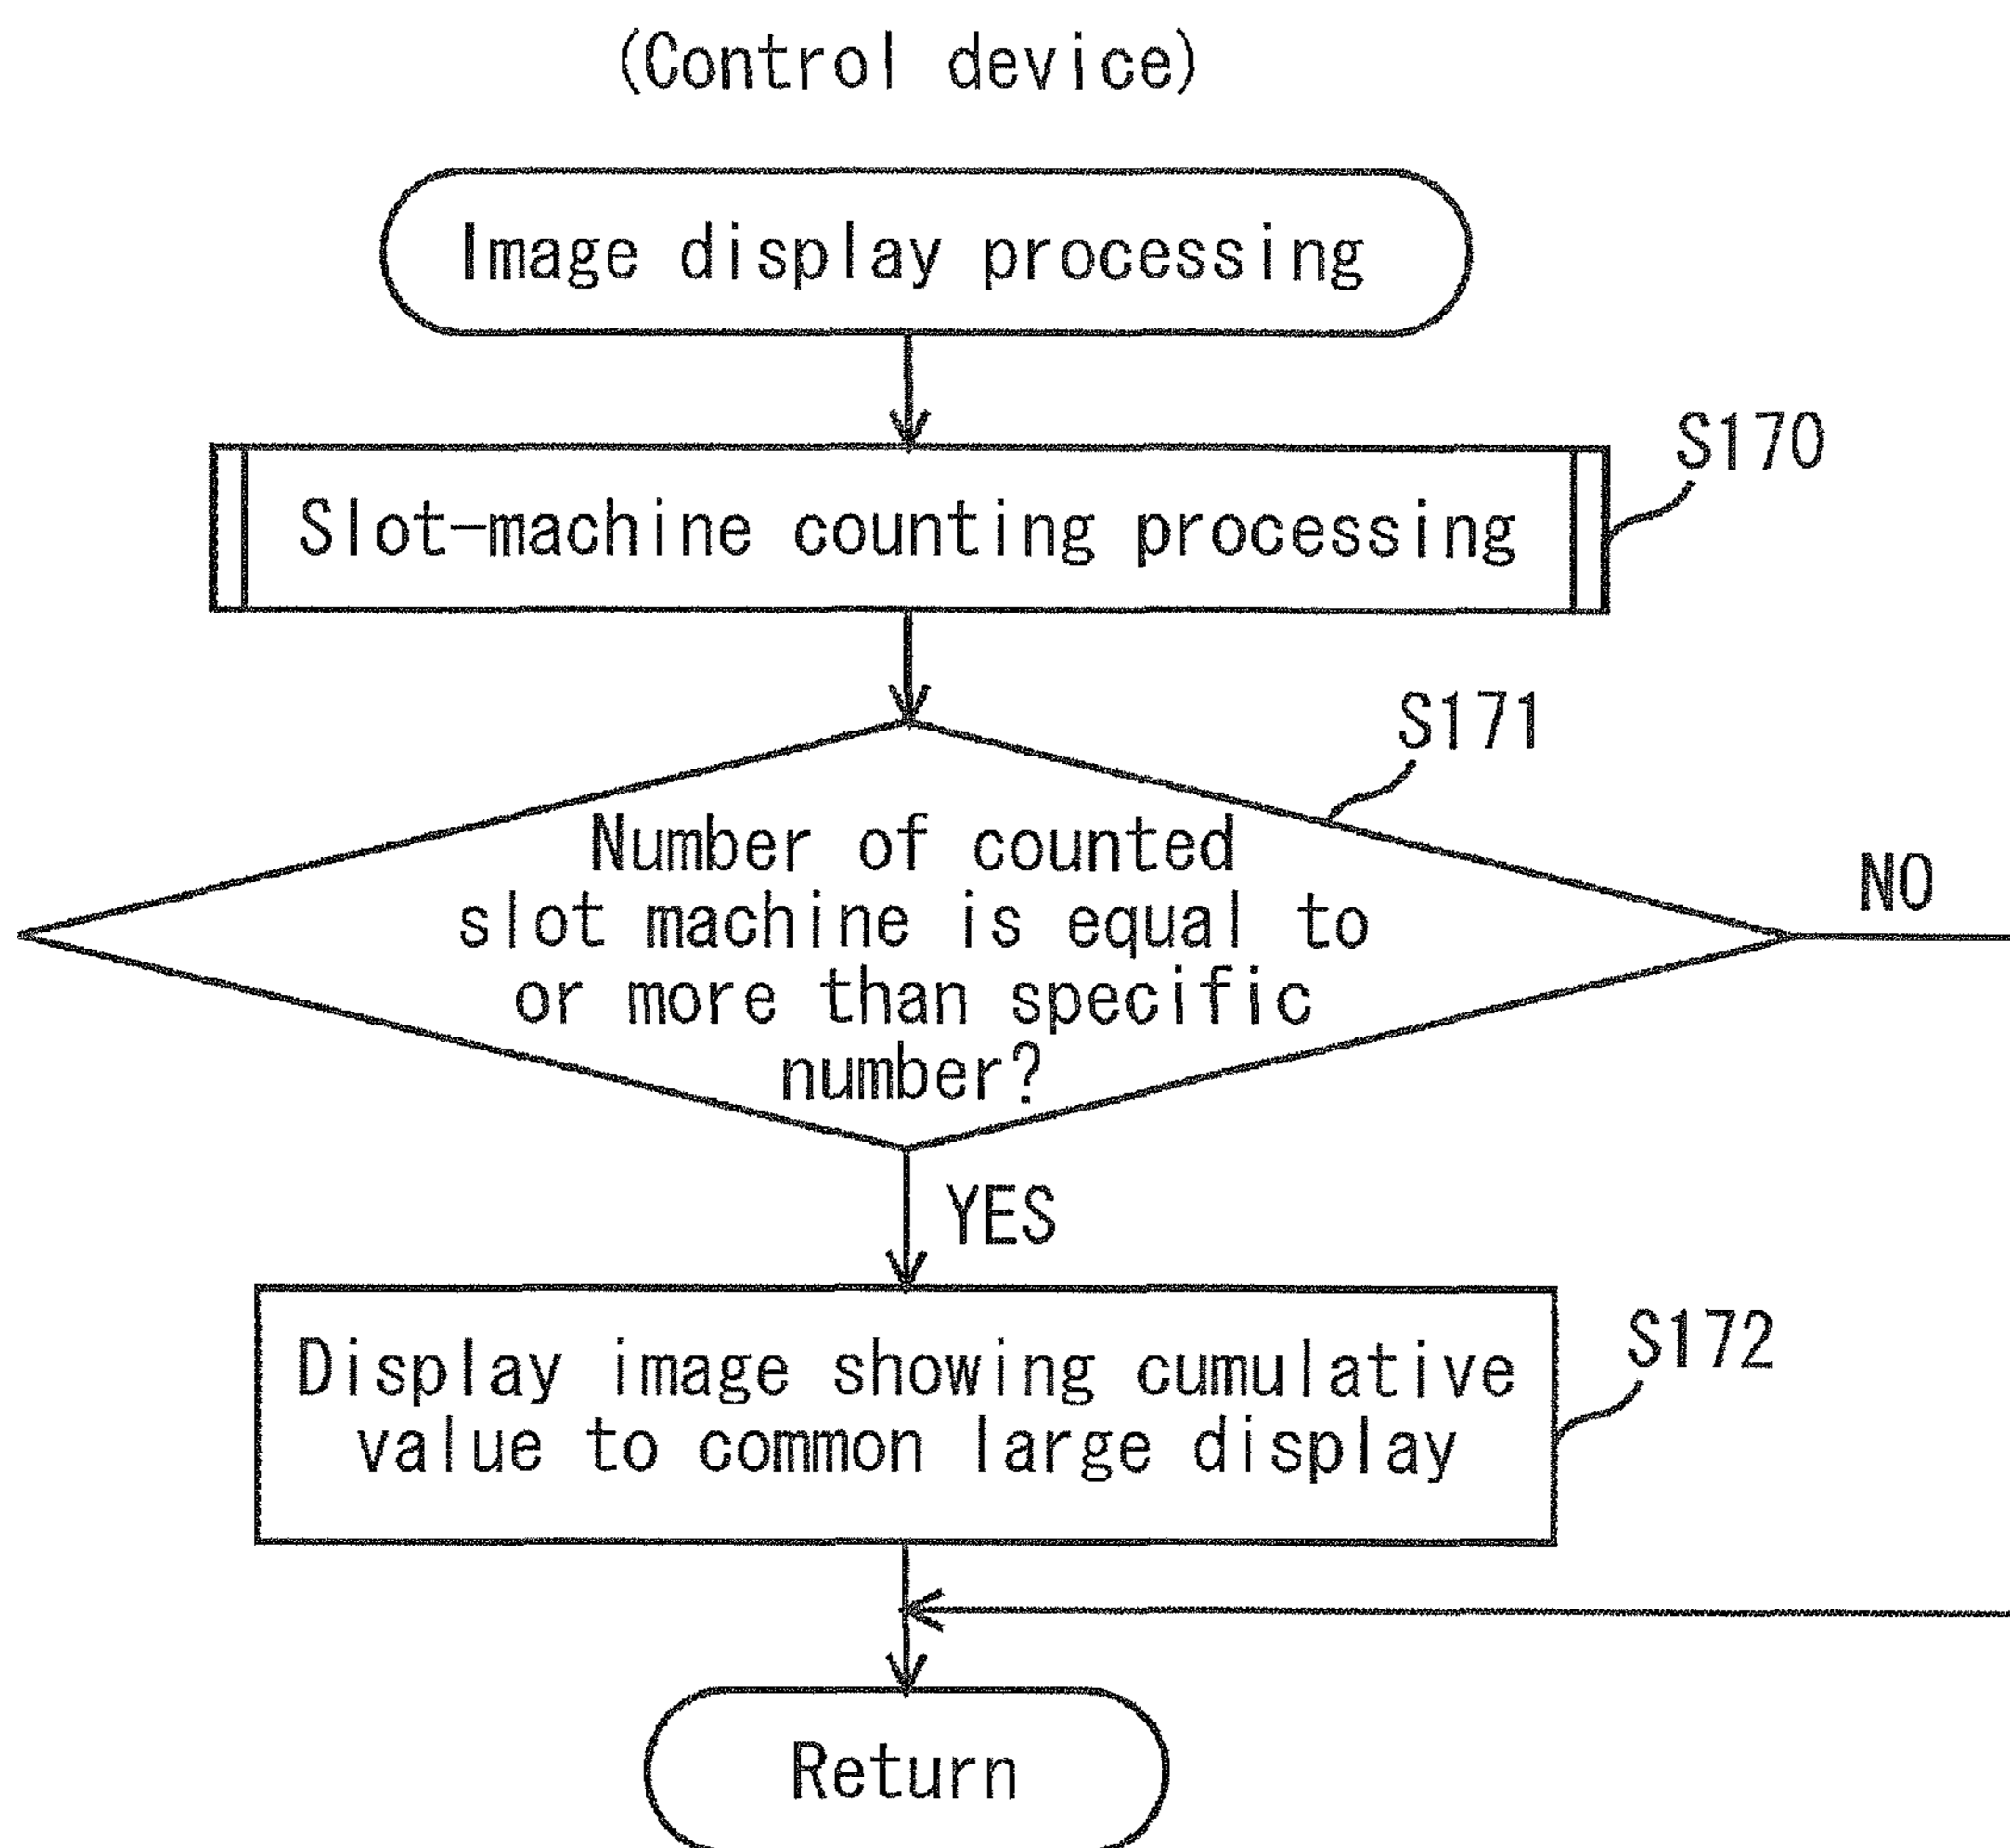 (Control device)
Image display processing
S170
Slot-machine counting processing
S171
Number of counted
slot machine is equal to
or more than specific
number?
NO
YES
S172
Display image showing cumulative
value to common large display
Return